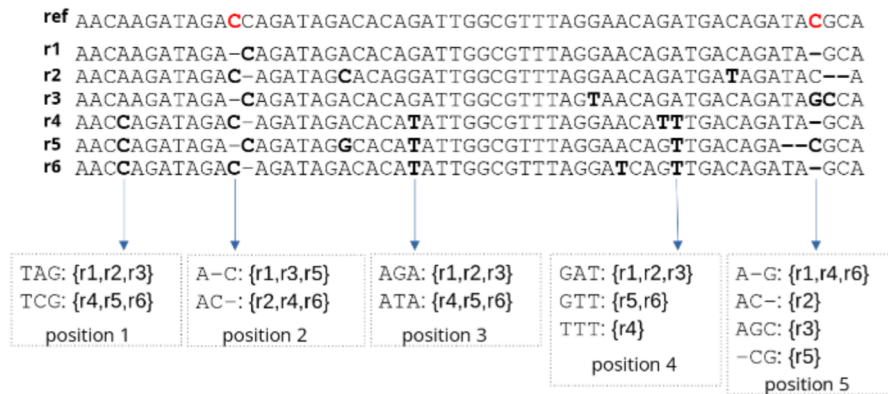 ref AACAAGATAGACCAGATAGACACAGATTGGCGTTTAGGAACAGATGACAGATACGCA
r1 AACAAGATAGA–CAGATAGACACAGATTGGCGTTTAGGAACAGATGACAGATA–GCA
r2 AACAAGATAGAC–AGATAGCACAGGATTGGCGTTTAGGAACAGATGATAGATAC––A
r3 AACAAGATAGA–CAGATAGACACAGATTGGCGTTTAGTAACAGATGACAGATAGCCA
r4 AACCAGATAGAC–AGATAGACACATATTGGCGTTTAGGAACATTTGACAGATA–GCA
r5 AACCAGATAGA–CAGATAGGCACATATTGGCGTTTAGGAACAGTTGACAGA––CGCA
r6 AACCAGATAGAC–AGATAGACACATATTGGCGTTTAGGATCAGTTGACAGATA–GCA
TAG: {r1,r2,r3}
TCG: {r4,r5,r6}
position 1
A–C: {r1,r3,r5}
AC–: {r2,r4,r6}
position 2
AGA: {r1,r2,r3}
ATA: {r4,r5,r6}
position 3
GAT: {r1,r2,r3}
GTT: {r5,r6}
TTT: {r4}
position 4
A–G: {r1,r4,r6}
AC–: {r2}
AGC: {r3}
–CG: {r5}
position 5